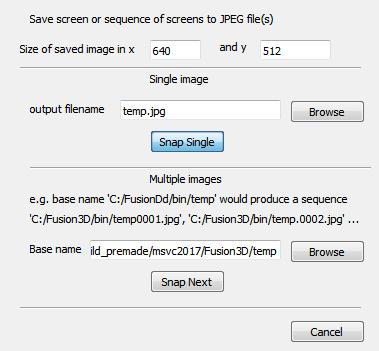 Save screen or sequence of screens to JPEG file(s)
Size of saved image in x 640 and y 512
Single image
output filename temp.jpg Browse
Snap Single
Multiple images
e.g. base name 'C:/FusionDd/bin/temp' would produce a sequence
'C:/Fusion3D/bin/temp0001.jpg', 'C:/Fusion3D/bin/temp.0002.jpg' ...
Base name ild_premade/msvc2017/Fusion3D/temp Browse
Snap Next
Cancel